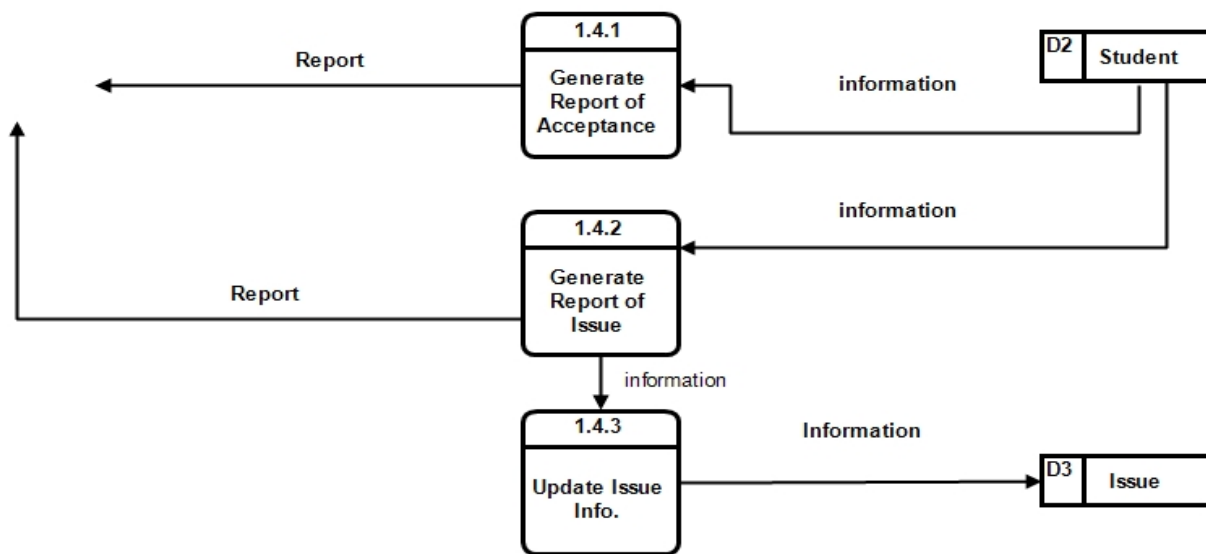 1.4.1
Report
Generate
Report of
Acceptance
information
D2
Student
information
1.4.2
Report
Generate
Report of
Issue
information
1.4.3
Information
Update Issue
Info.
D3
Issue